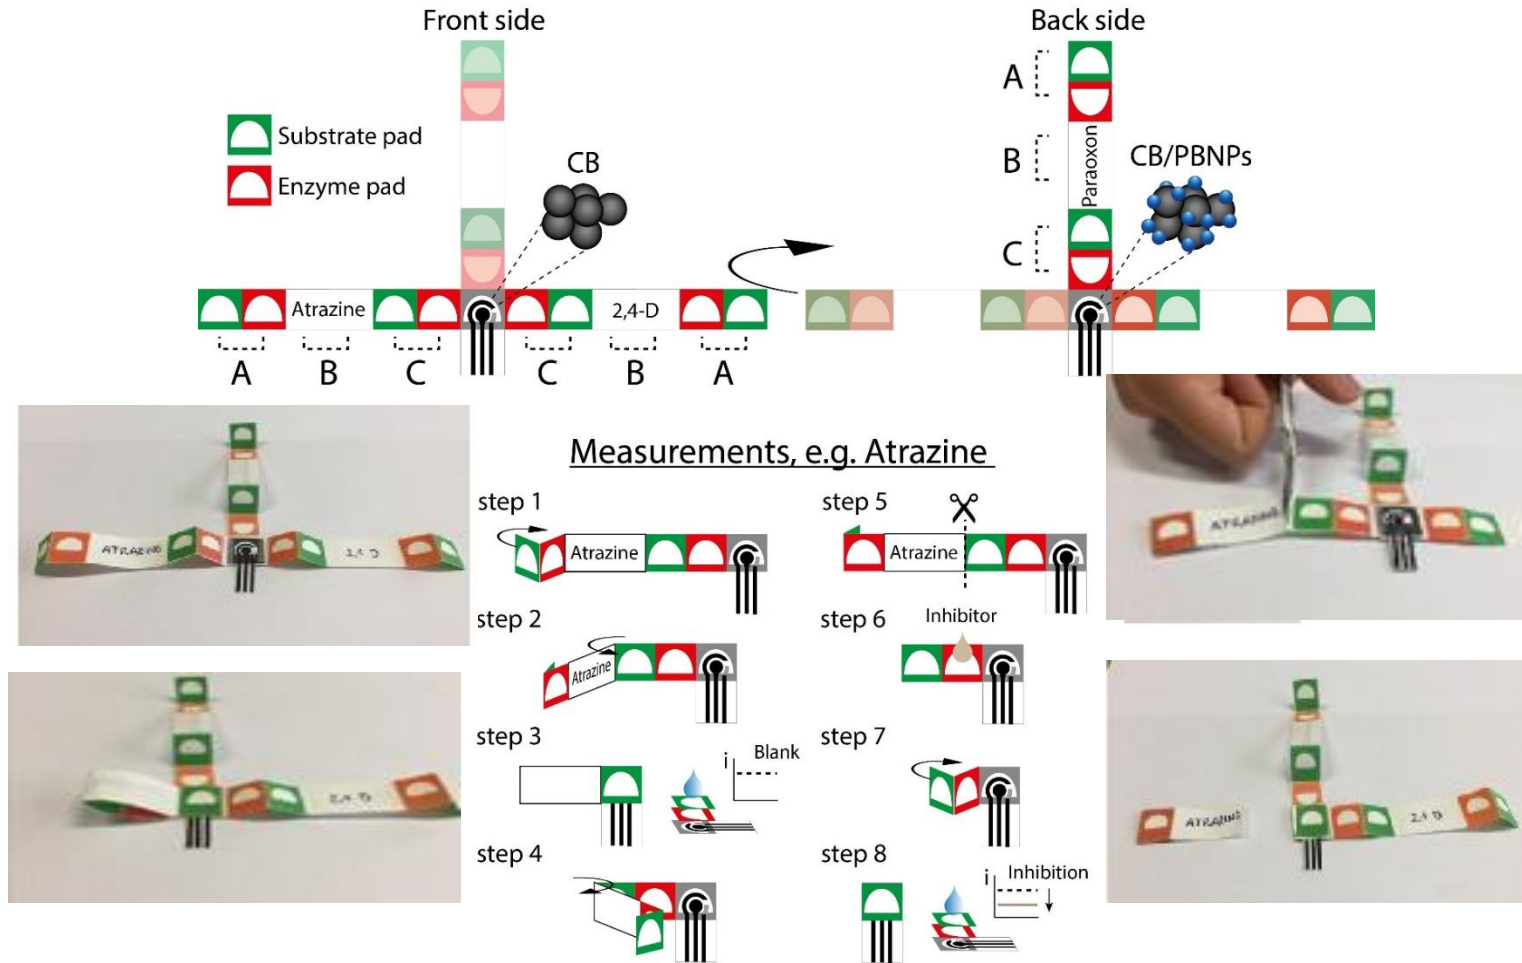 Front side
Back side
Substrate pad
Enzyme pad
CB
CB/PBNPs
A
B
C
Paraoxon
Atrazine
2,4-D
A
B
C
C
B
A
Measurements, e.g. Atrazine
step 1
Atrazine
step 2
Atrazine
step 3
i
Blank
step 4
step 5
Atrazine
step 6
Inhibitor
step 7
step 8
i
Inhibition
ATRAZINE
2,4 D
2,4 D
ATRAZINE
ATRAZINE
2,4 D